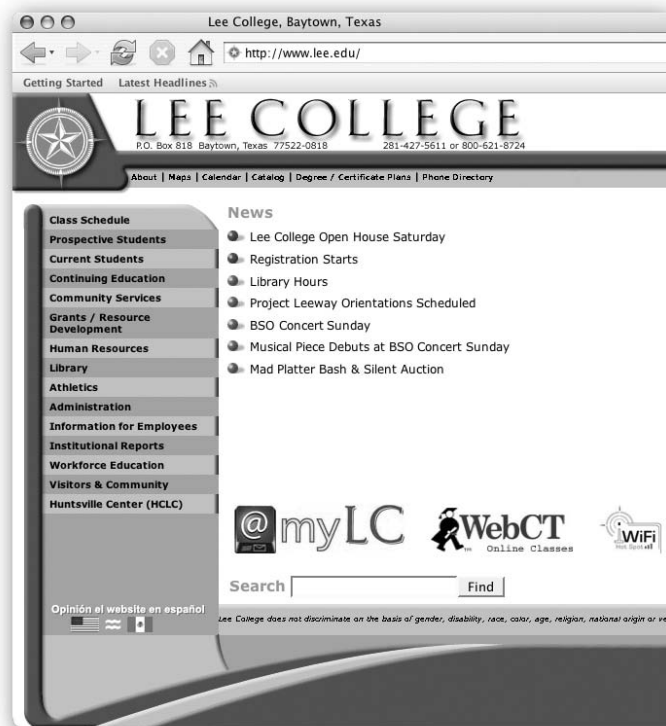 Lee College, Baytown, Texas
http://www.lee.edu/
Getting Started Latest Headlines
LEE COLLEGE
P.O. Box 818 Baytown, Texas 77522-0818 281-427-5611 or 800-621-8724
About | Maps | Calendar | Catalog | Degree / Certificate Plans | Phone Directory
Class Schedule
Prospective Students
Current Students
Continuing Education
Community Services
Grants / Resource
Development
Human Resources
Library
Athletics
Administration
Information for Employees
Institutional Reports
Workforce Education
Visitors & Community
Huntsville Center (HCLC)
Opinión el website en español
News
Lee College Open House Saturday
Registration Starts
Library Hours
Project Leeway Orientations Scheduled
BSO Concert Sunday
Musical Piece Debuts at BSO Concert Sunday
Mad Platter Bash & Silent Auction
@myLC
WebCT
Online Classes
WiFi
Hot Spot
Search Find
Lee College does not discriminate on the basis of gender, disability, race, color, age, religion, national origin or